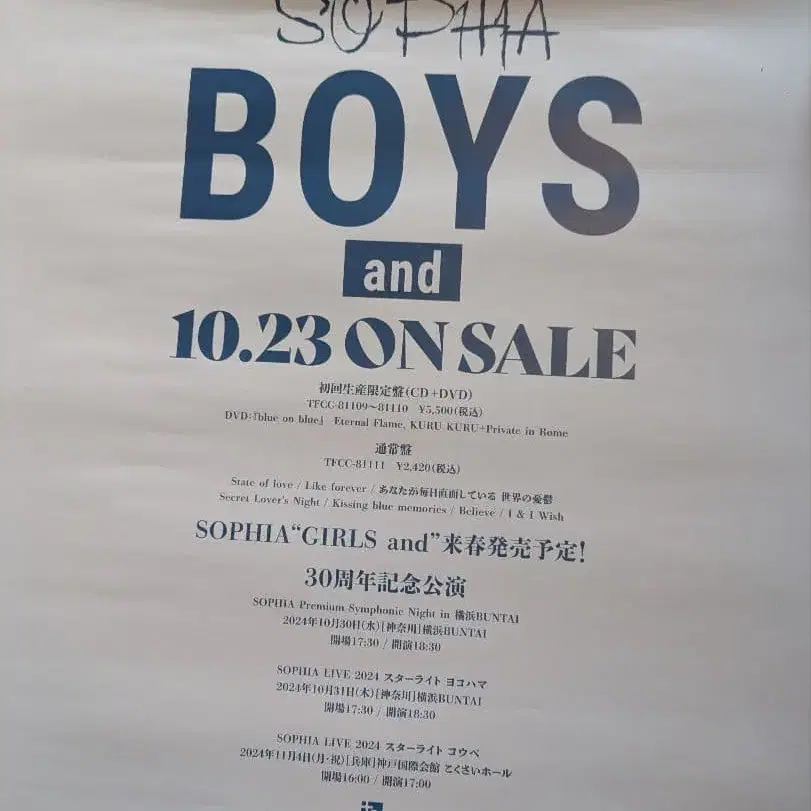 SOPHIA
BOYS
and
10.23 ON SALE
初回生産限定盤(CD+DVD)
TFCC-81109〜81110 ¥5,500(税込)
DVD:「blue on blue」 Eternal Flame, KURU KURU+Private in Rome
通常盤
TFCC-81111 ¥2,420(税込)
State of love / Like forever / あなたが毎日直面している 世界の憂鬱
Secret Lover's Night / Kissing blue memories / Believe / I & I Wish
SOPHIA“GIRLS and”来春発売予定!
30周年記念公演
SOPHIA Premium Symphonic Night in 横浜BUNTAI
2024年10月30日(水)[神奈川]横浜BUNTAI
開場17:30 / 開演18:30
SOPHIA LIVE 2024 スターライト ヨコハマ
2024年10月31日(木)[神奈川]横浜BUNTAI
開場17:30 / 開演18:30
SOPHIA LIVE 2024 スターライト コウベ
2024年11月4日(月・祝)[兵庫]神戸国際会館 こくさいホール
開場16:00 / 開演17:00